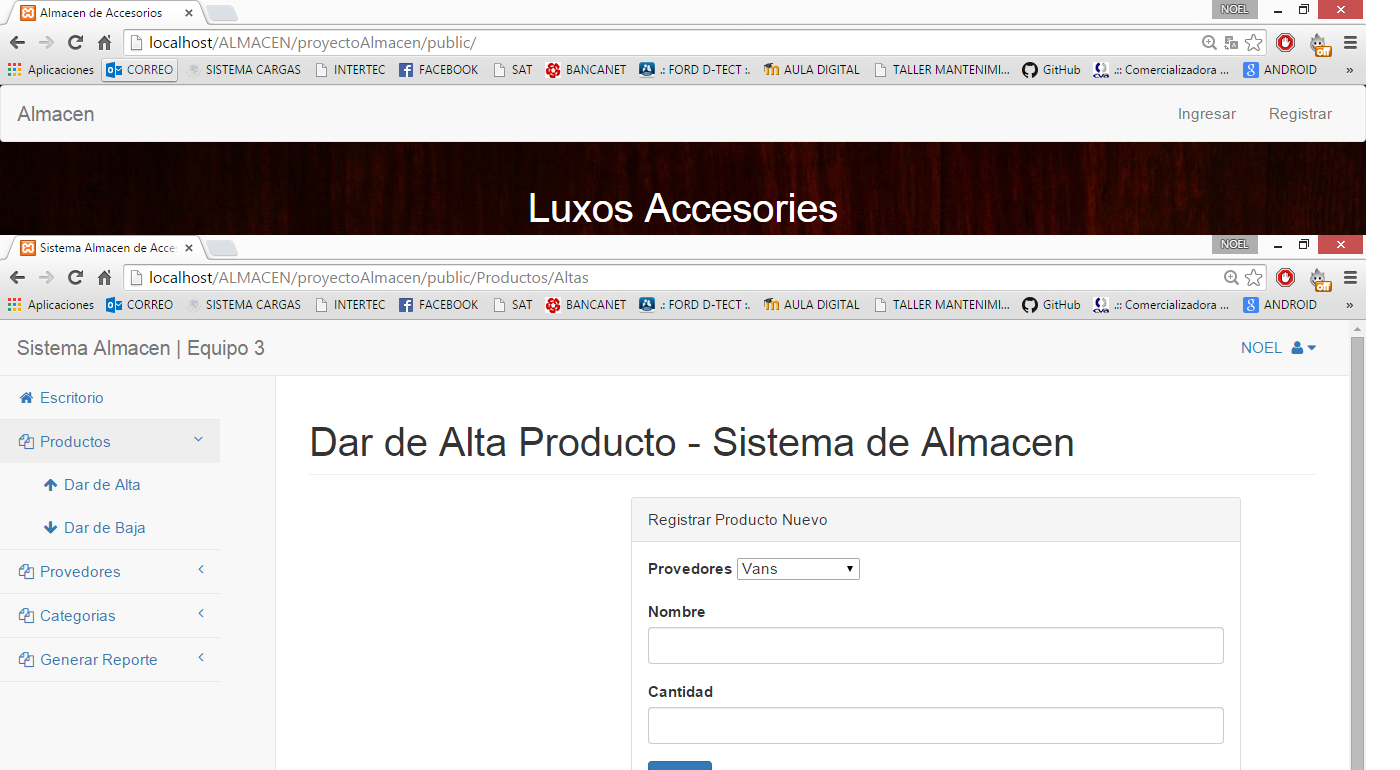 Almacen de Accesorios
NOEL
localhost/ALMACEN/proyectoAlmacen/public/
off
Aplicaciones CORREO SISTEMA CARGAS INTERTEC FACEBOOK SAT BANCANET .: FORD D-TECT :. AULA DIGITAL TALLER MANTENIMI... GitHub .:: Comercializadora ... ANDROID »
Almacen Ingresar Registrar
Luxos Accesories
Sistema Almacen de Acce
NOEL
localhost/ALMACEN/proyectoAlmacen/public/Productos/Altas
off
Aplicaciones CORREO SISTEMA CARGAS INTERTEC FACEBOOK SAT BANCANET .: FORD D-TECT :. AULA DIGITAL TALLER MANTENIMI... GitHub .:: Comercializadora ... ANDROID »
Sistema Almacen | Equipo 3 NOEL
Escritorio
Productos
Dar de Alta
Dar de Baja
Provedores
Categorias
Generar Reporte
Dar de Alta Producto - Sistema de Almacen
Registrar Producto Nuevo
Provedores Vans
Nombre
Cantidad